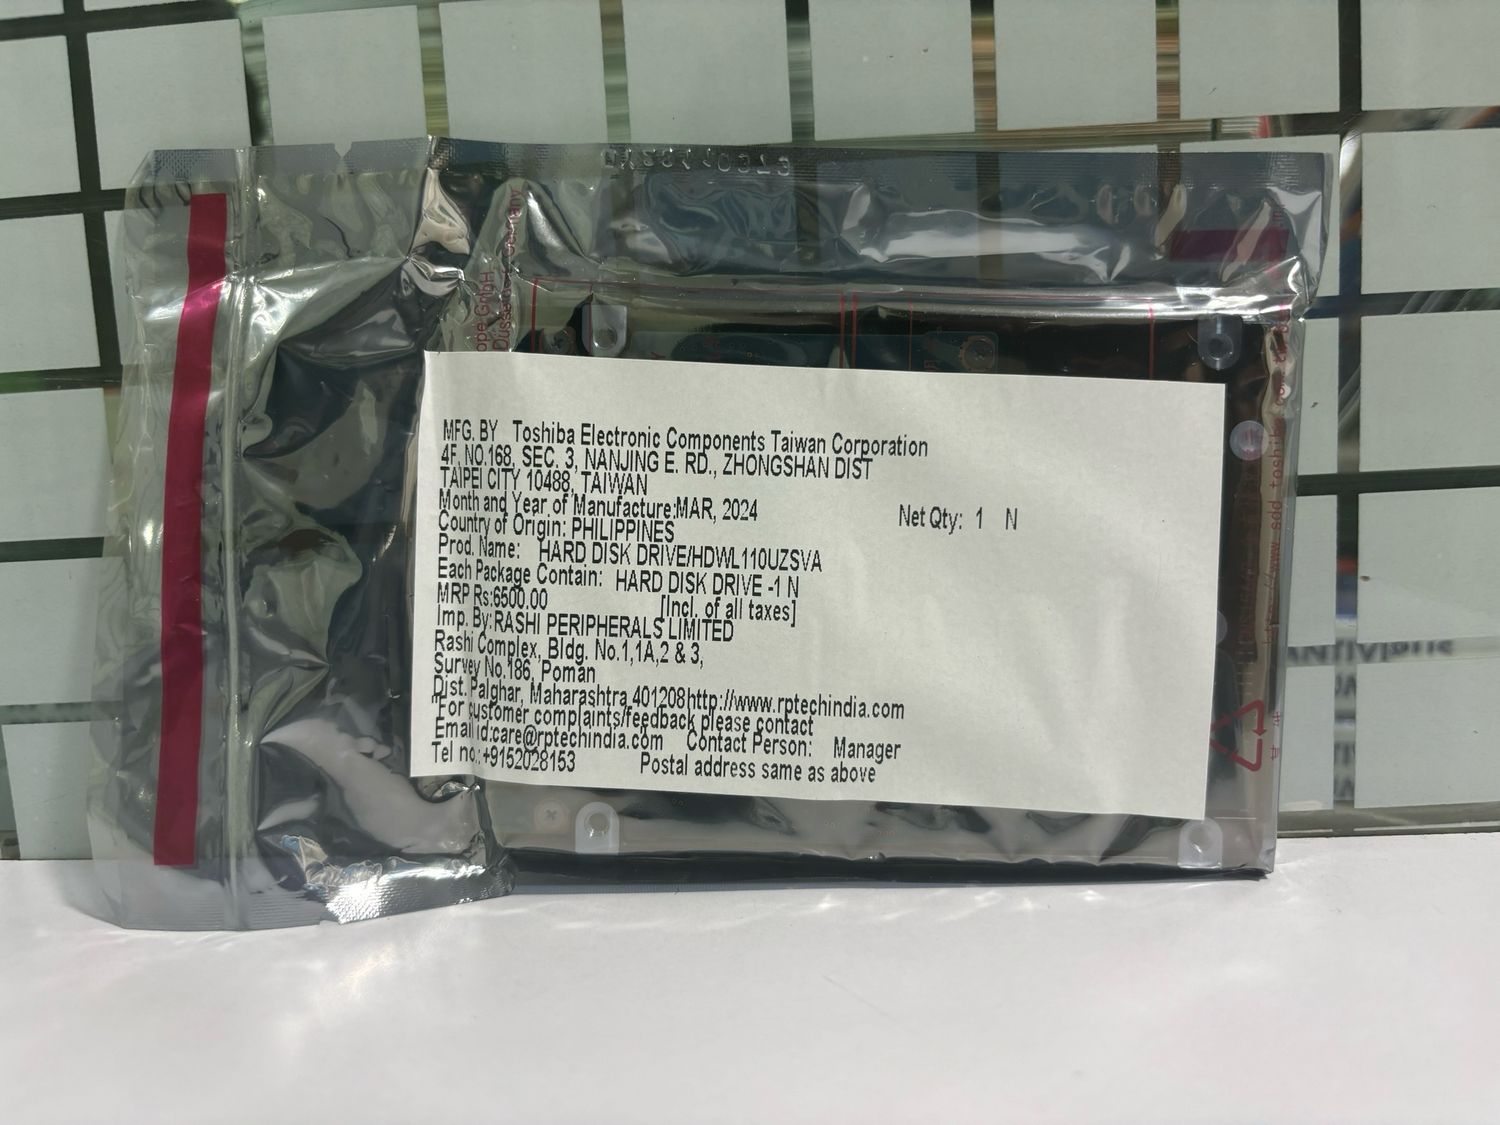 MFG. BY Toshiba Electronic Components Taiwan Corporation
4F, NO.168, SEC. 3, NANJING E. RD., ZHONGSHAN DIST
TAIPEI CITY 10488, TAIWAN
Month and Year of Manufacture:MAR, 2024
Net Qty: 1 N
Country of Origin: PHILIPPINES
Prod. Name: HARD DISK DRIVE/HDWL110UZSVA
Each Package Contain: HARD DISK DRIVE -1 N
MRP Rs:6500.00 [Incl. of all taxes]
Imp. By:RASHI PERIPHERALS LIMITED
Rashi Complex, Bldg. No.1,1A,2 & 3,
Survey No.186, Poman
Dist. Palghar, Maharashtra 401208http://www.rptechindia.com
"For customer complaints/feedback please contact
Email id:care@rptechindia.com Contact Person: Manager
Tel no.:+9152028153 Postal address same as above
ope GmbH
Germany